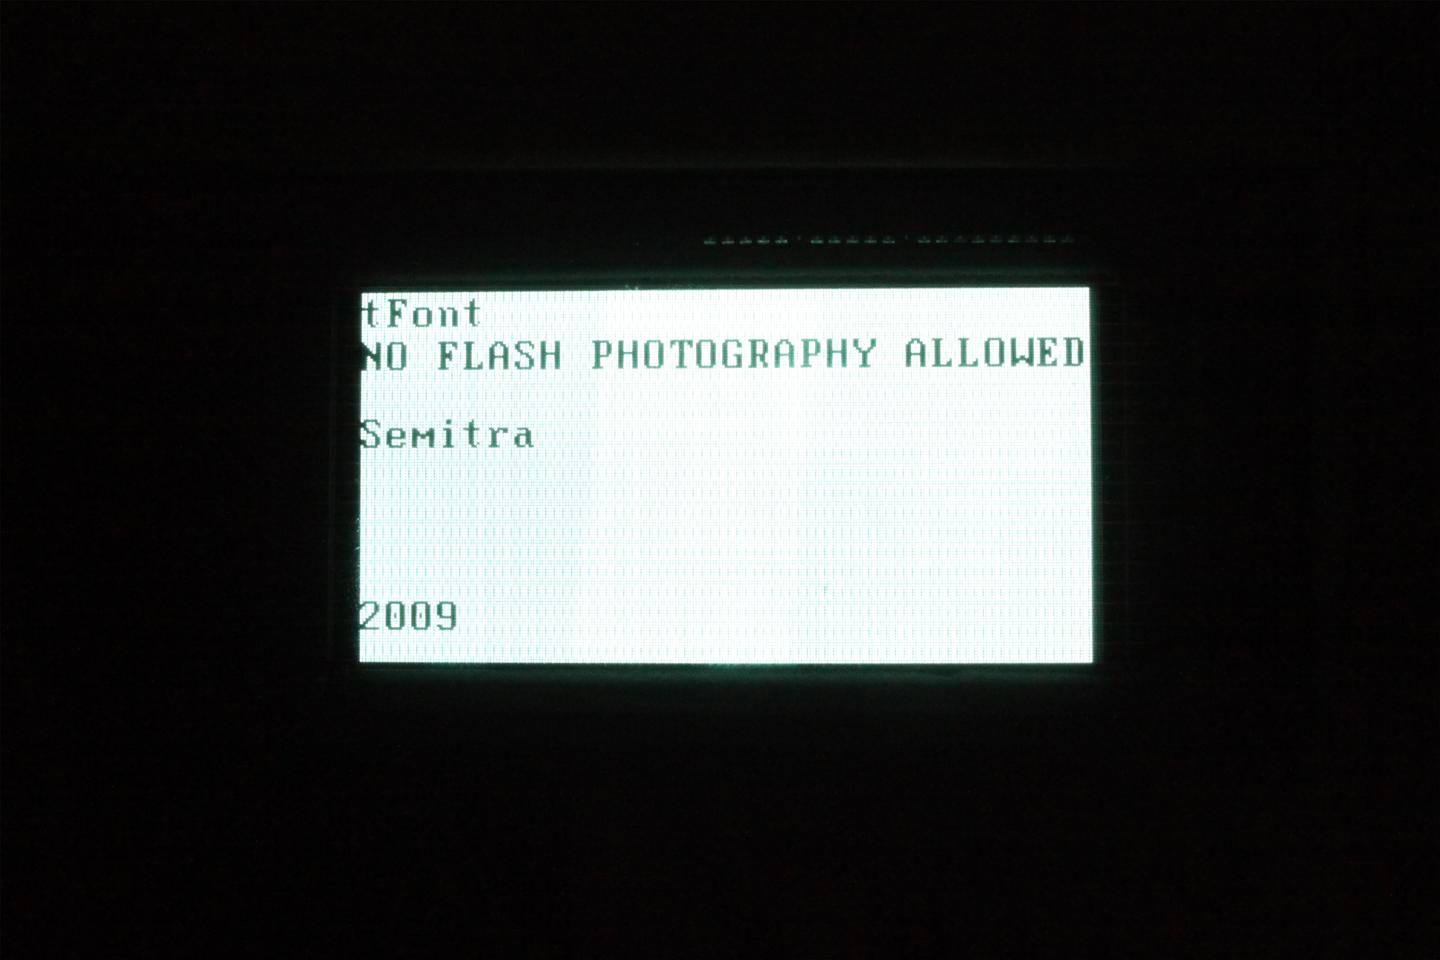 tFont
NO FLASH PHOTOGRAPHY ALLOWED
Semitra
2009